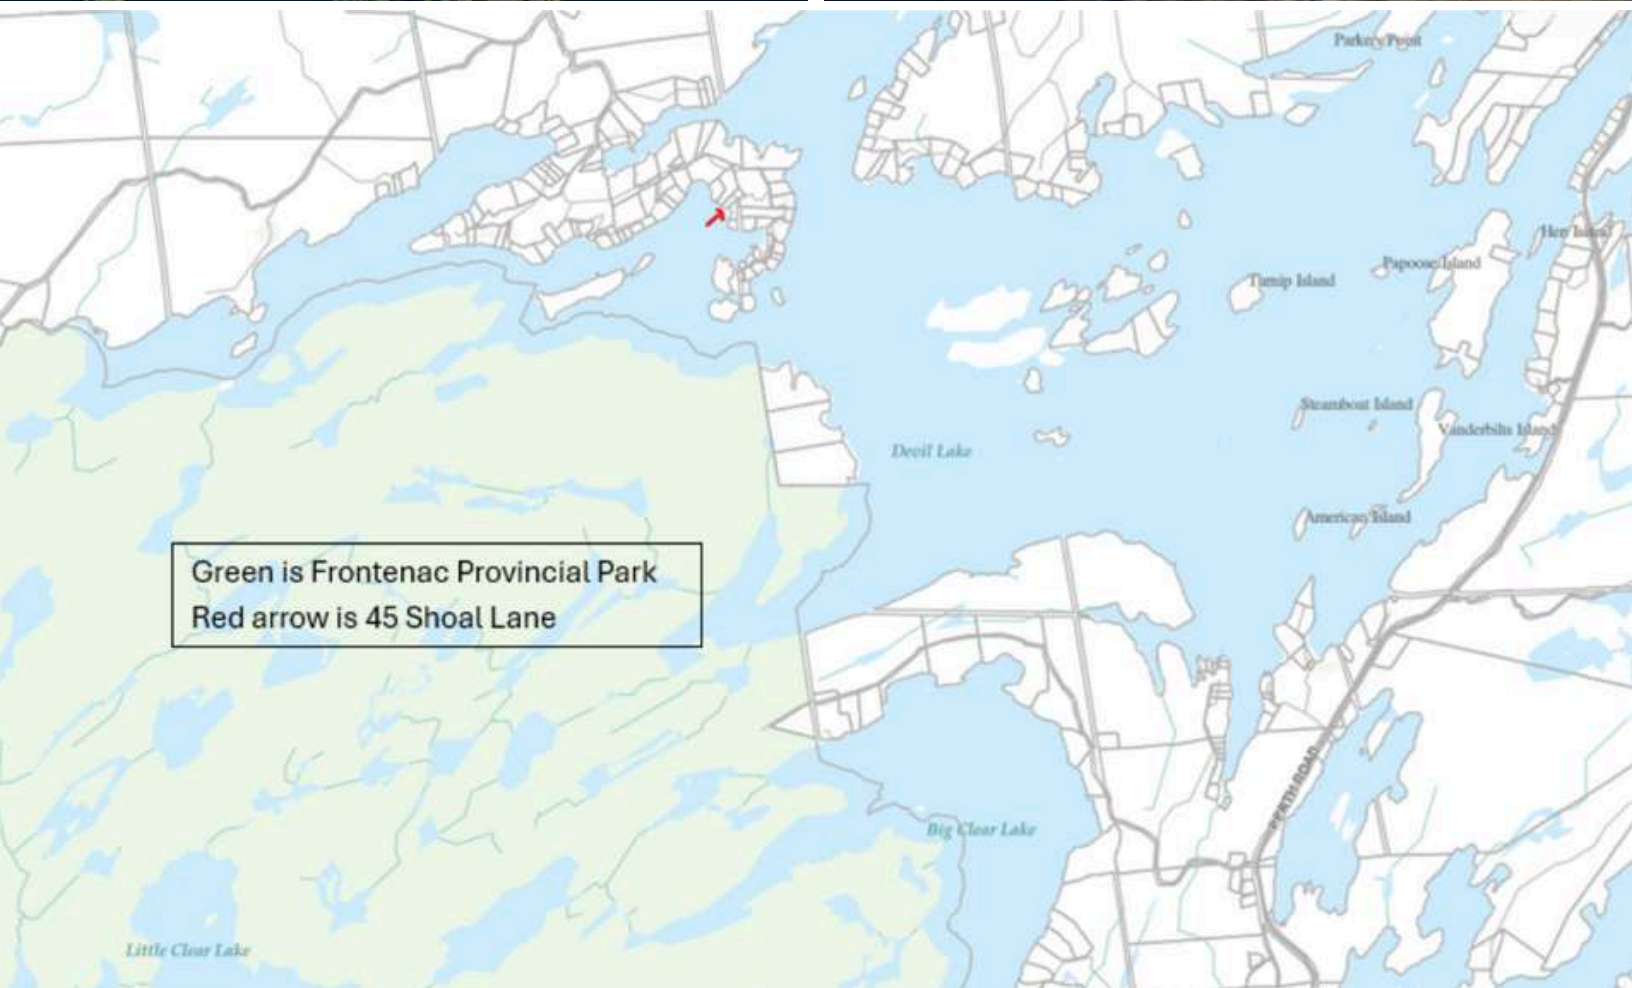 Parkers Point
Hen Island
Papoose Island
Turnip Island
Steamboat Island
Vanderbilts Island
Devil Lake
American Island
Green is Frontenac Provincial Park
Red arrow is 45 Shoal Lane
PERTH ROAD
Big Clear Lake
Little Clear Lake